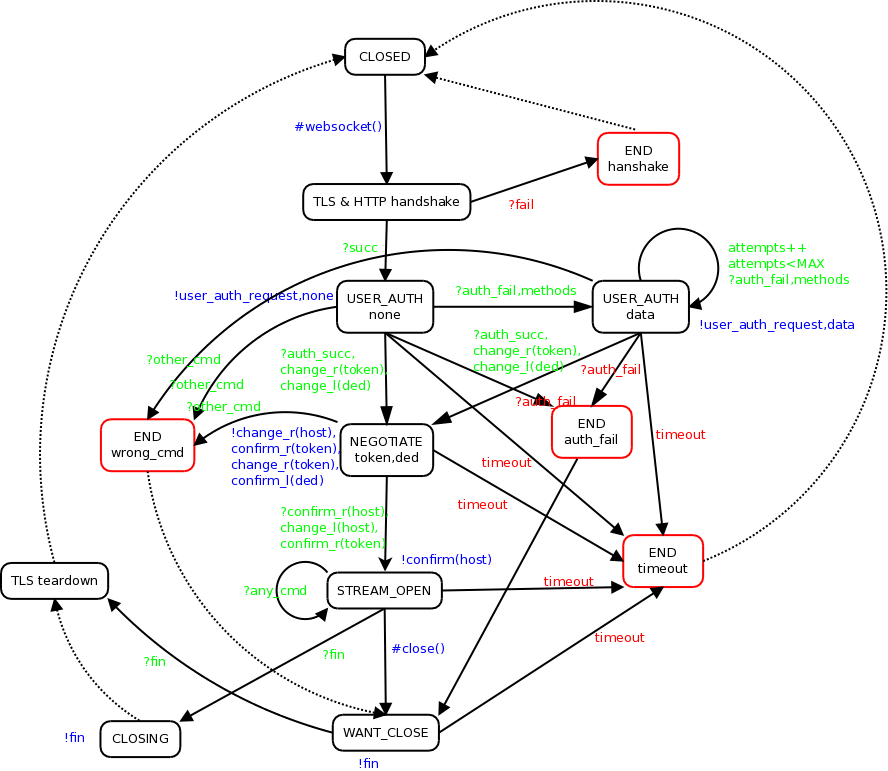 CLOSED
#websocket()
END
hanshake
TLS & HTTP handshake
?fail
?succ
attempts++
attempts<MAX
?auth_fail,methods
!user_auth_request,none
USER_AUTH
none
?auth_fail,methods
USER_AUTH
data
!user_auth_request,data
?other_cmd
?auth_succ,
change_r(token),
change_l(ded)
?auth_succ,
change_r(token),
change_l(ded)
?auth_fail
?other_cmd
?other_cmd
?auth_fail
END
wrong_cmd
!change_r(host),
confirm_r(token),
change_r(token),
confirm_l(ded)
NEGOTIATE
token,ded
END
auth_fail
timeout
timeout
timeout
?confirm_r(host),
change_l(host),
confirm_r(token)
!confirm(host)
END
timeout
TLS teardown
?any_cmd
STREAM_OPEN
timeout
?fin
?fin
#close()
timeout
!fin
CLOSING
WANT_CLOSE
!fin